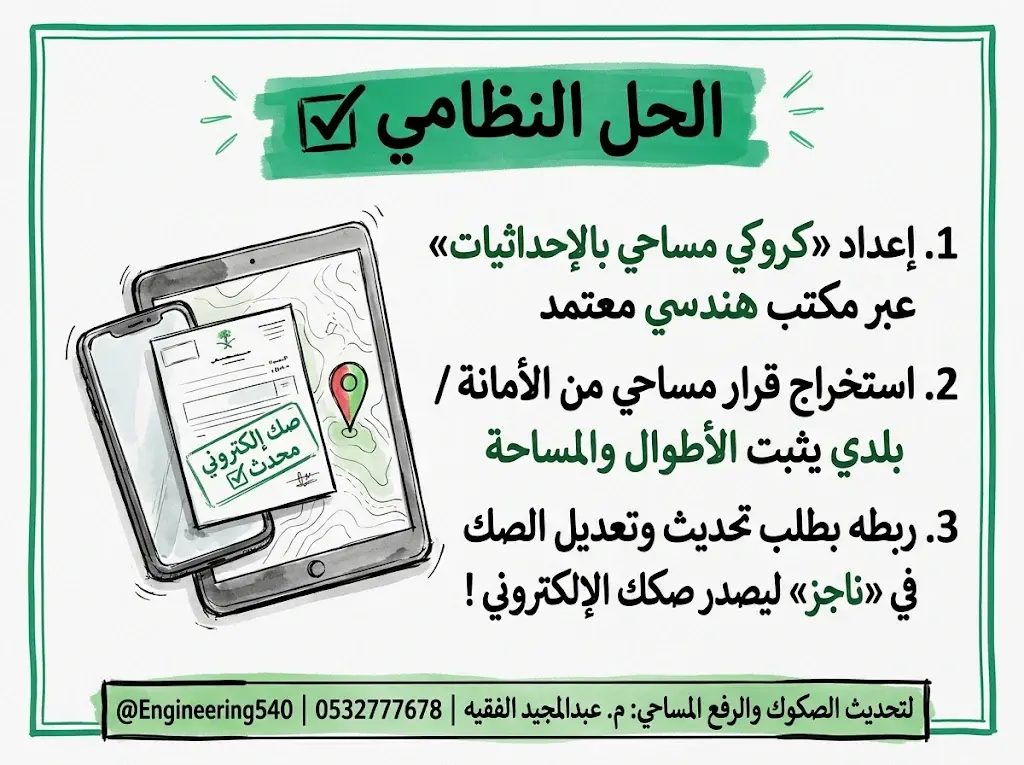 الحل النظامي
1. إعداد «كروكي مساحي بالإحداثيات»
عبر مكتب هندسي معتمد
2. استخراج قرار مساحي من الأمانة /
بلدي يثبت الأطوال والمساحة
3. ربطه بطلب تحديث وتعديل الصك
في «ناجز» ليصدر صكك الإلكتروني !
صك إلكتروني
محدث
لتحديث الصكوك والرفع المساحي: م. عبدالمجيد الفقيه | 0532777678 | @Engineering540